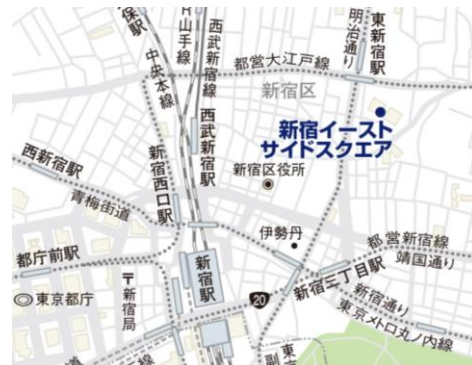 保駅
R山手線
西武新宿線
中央本線
都営大江戸線
明治通り
東新宿駅
新宿区
新宿イースト
サイドスクエア
西武新宿駅
新宿区役所
西新宿駅
青梅街道
新宿西口駅
伊勢丹
都営新宿線
靖国通り
都庁前駅
〒新宿局
東京都庁
新宿駅
20
新宿三丁目駅
新宿通り
東京メトロ丸ノ内線
東
副